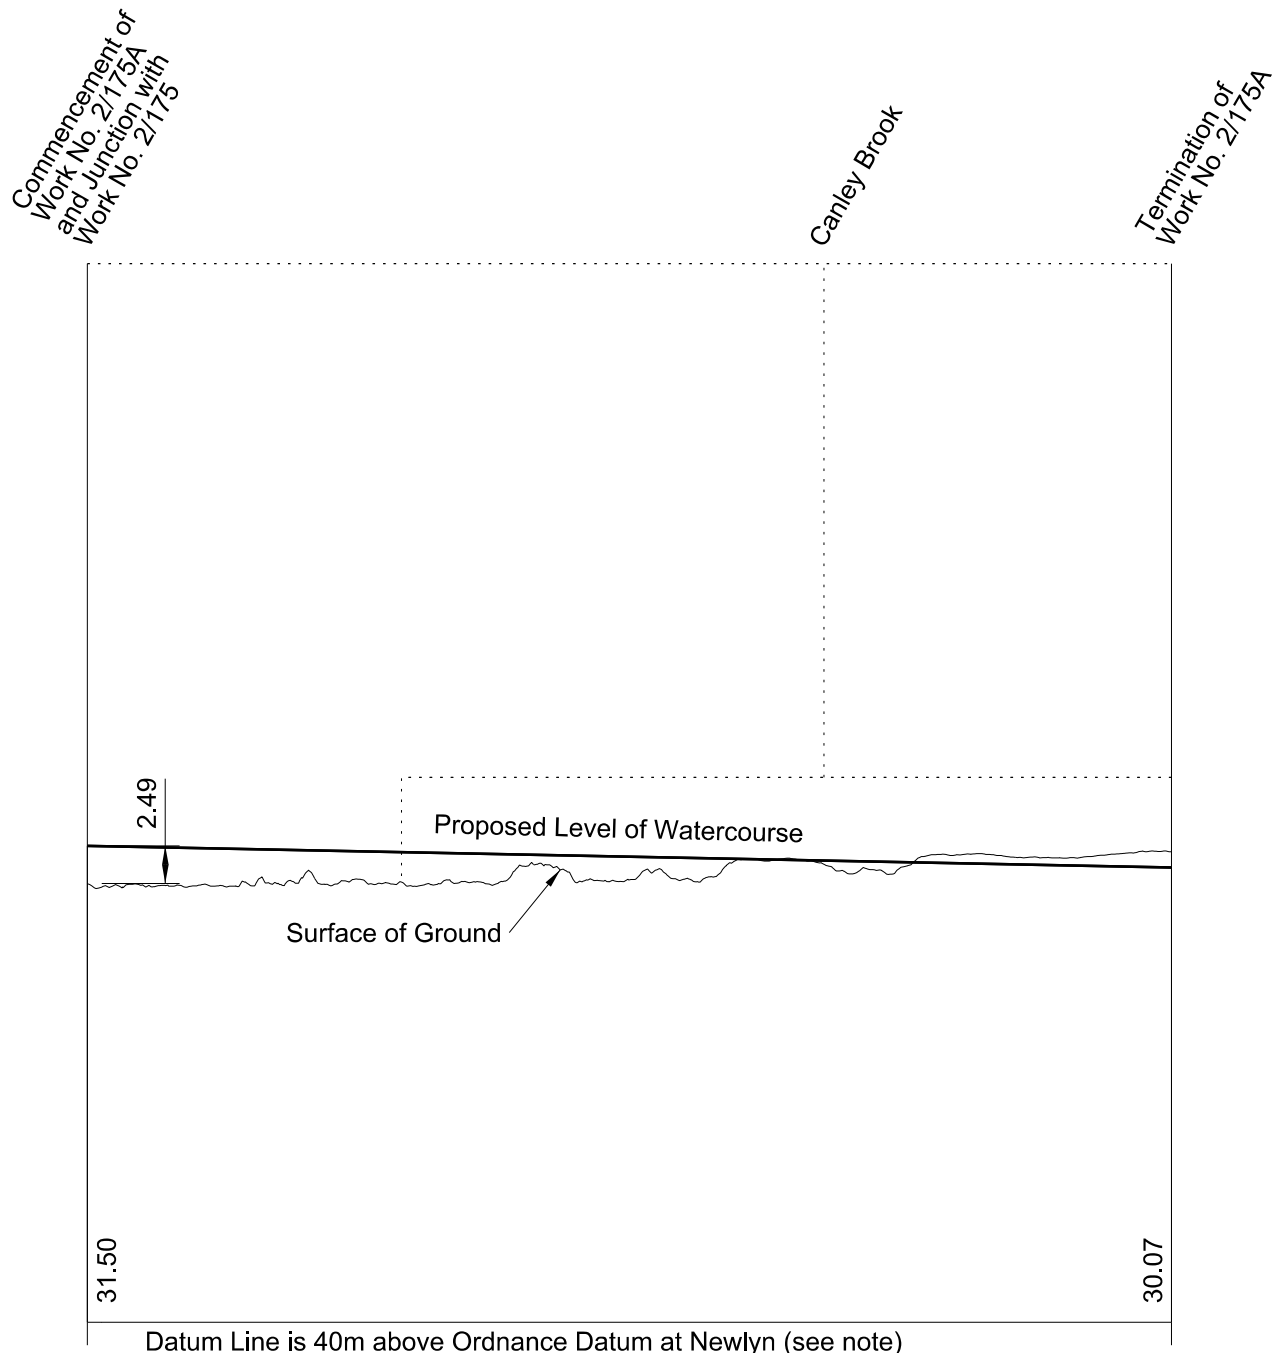 Commencement of
Work No. 2/175A
and Junction with
Work No. 2/175
Canley Brook
Termination of
Work No. 2/175A
2.49
Proposed Level of Watercourse
Surface of Ground
31.50
30.07
Datum Line is 40m above Ordnance Datum at Newlyn (see note)